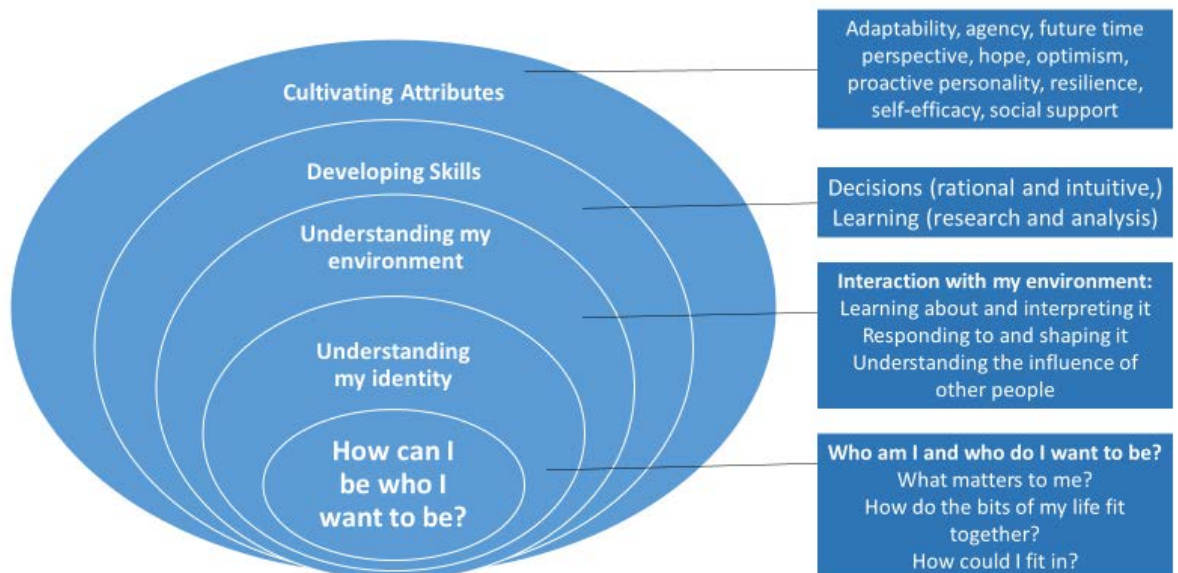 Cultivating Attributes
Developing Skills
Understanding my
environment
Understanding
my identity
How can I
be who I
want to be?
Adaptability, agency, future time
perspective, hope, optimism,
proactive personality, resilience,
self-efficacy, social support
Decisions (rational and intuitive,)
Learning (research and analysis)
Interaction with my environment:
Learning about and interpreting it
Responding to and shaping it
Understanding the influence of
other people
Who am I and who do I want to be?
What matters to me?
How do the bits of my life fit
together?
How could I fit in?